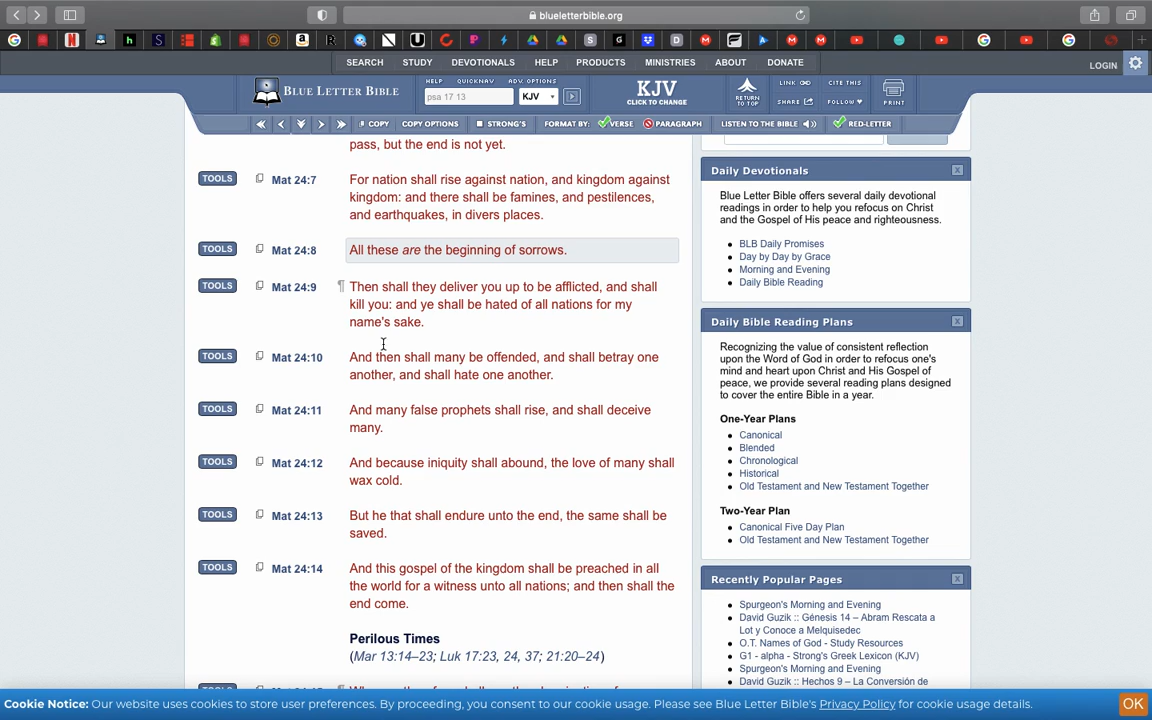 blueletterbible.org
SEARCH STUDY DEVOTIONALS HELP PRODUCTS MINISTRIES ABOUT DONATE
LOGIN
BLUE LETTER BIBLE
HELP QUICKNAV ADV. OPTIONS
psa 17 13 KJV
KJV
CLICK TO CHANGE
RETURN
TO TOP
LINK CITE THIS
SHARE FOLLOW
PRINT
COPY COPY OPTIONS STRONG'S FORMAT BY: VERSE PARAGRAPH LISTEN TO THE BIBLE RED-LETTER
pass, but the end is not yet.
TOOLS Mat 24:7 For nation shall rise against nation, and kingdom against
kingdom: and there shall be famines, and pestilences,
and earthquakes, in divers places.
TOOLS Mat 24:8 All these are the beginning of sorrows.
TOOLS Mat 24:9 ¶ Then shall they deliver you up to be afflicted, and shall
kill you: and ye shall be hated of all nations for my
name's sake.
TOOLS Mat 24:10 And then shall many be offended, and shall betray one
another, and shall hate one another.
TOOLS Mat 24:11 And many false prophets shall rise, and shall deceive
many.
TOOLS Mat 24:12 And because iniquity shall abound, the love of many shall
wax cold.
TOOLS Mat 24:13 But he that shall endure unto the end, the same shall be
saved.
TOOLS Mat 24:14 And this gospel of the kingdom shall be preached in all
the world for a witness unto all nations; and then shall the
end come.
Perilous Times
(Mar 13:14–23; Luk 17:23, 24, 37; 21:20–24)
Daily Devotionals
Blue Letter Bible offers several daily devotional
readings in order to help you refocus on Christ
and the Gospel of His peace and righteousness.
BLB Daily Promises
Day by Day by Grace
Morning and Evening
Daily Bible Reading
Daily Bible Reading Plans
Recognizing the value of consistent reflection
upon the Word of God in order to refocus one's
mind and heart upon Christ and His Gospel of
peace, we provide several reading plans designed
to cover the entire Bible in a year.
One-Year Plans
Canonical
Blended
Chronological
Historical
Old Testament and New Testament Together
Two-Year Plan
Canonical Five Day Plan
Old Testament and New Testament Together
Recently Popular Pages
Spurgeon's Morning and Evening
David Guzik :: Génesis 14 – Abram Rescata a
Lot y Conoce a Melquisedec
O.T. Names of God - Study Resources
G1 - alpha - Strong's Greek Lexicon (KJV)
Spurgeon's Morning and Evening
David Guzik :: Hechos 9 – La Conversión de
Cookie Notice: Our website uses cookies to store user preferences. By proceeding, you consent to our cookie usage. Please see Blue Letter Bible's Privacy Policy for cookie usage details. OK